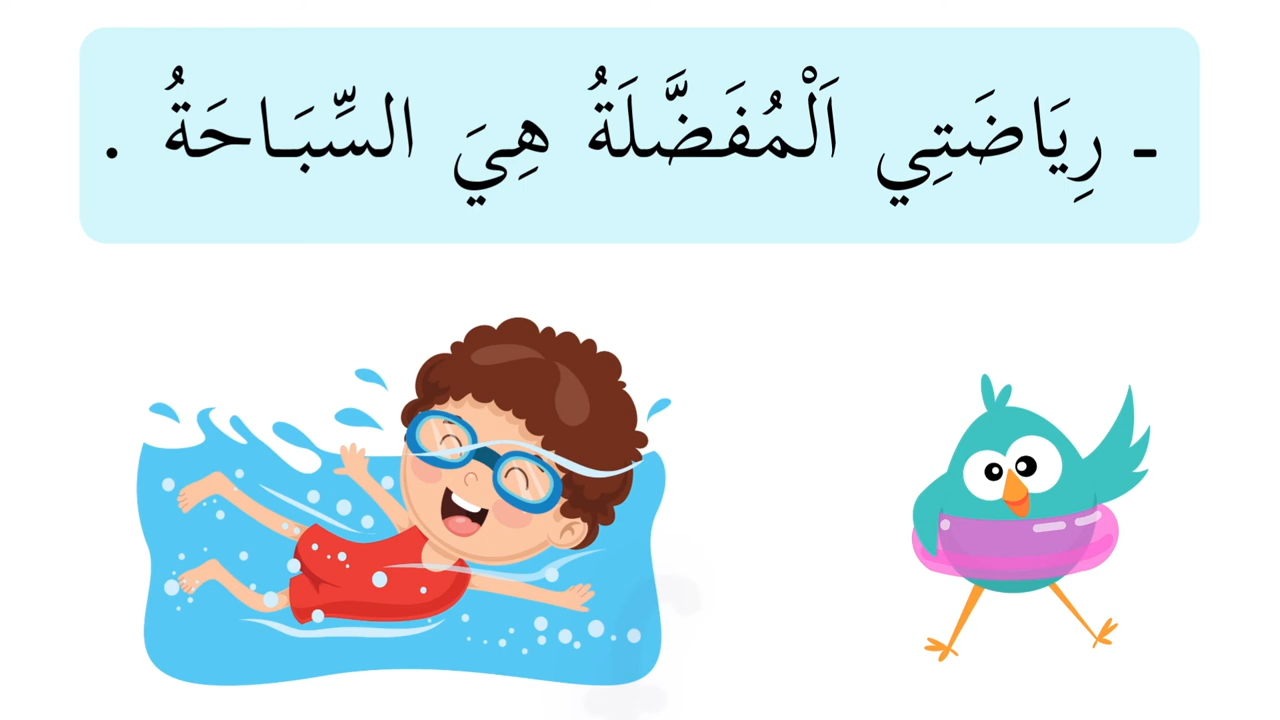 - رِيَاضَتِي اَلْمُفَضَّلَةُ هِيَ السِّبَاحَةُ .